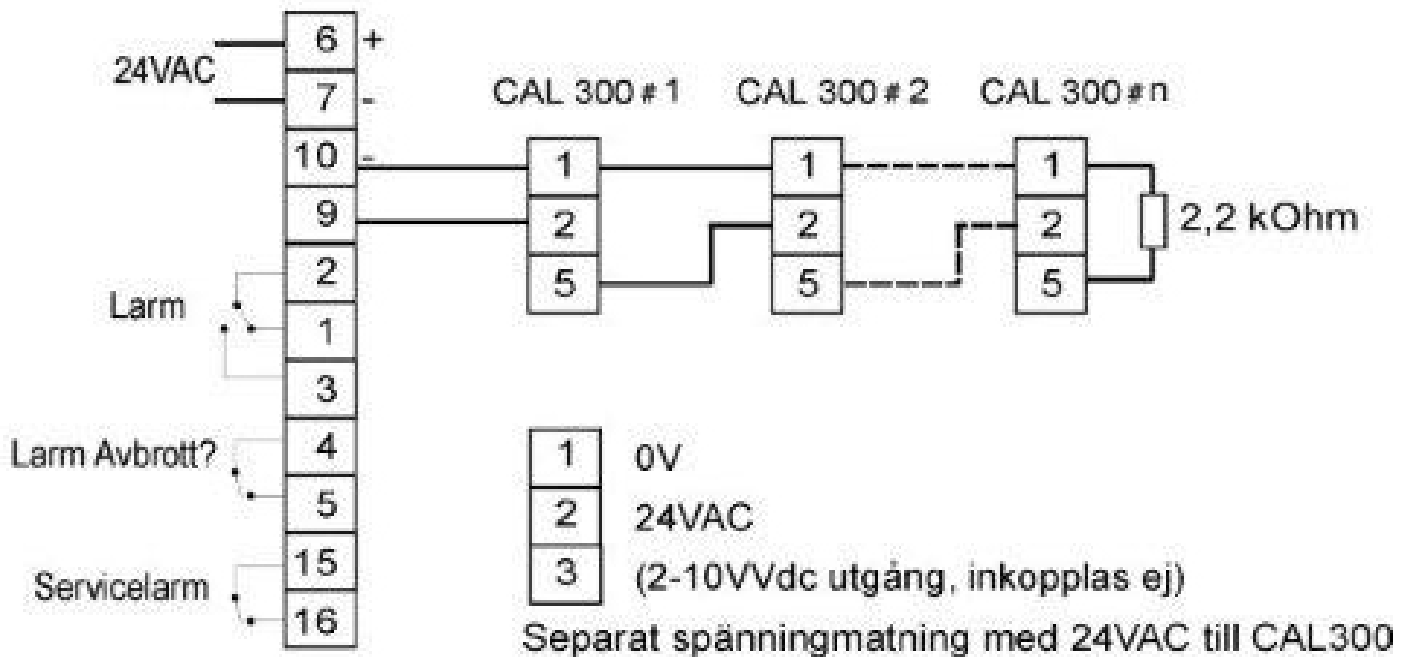 24VAC
6 +
7 -
10 -
9
2
1
3
4
5
15
16
Larm
Larm Avbrott?
Servicelarm
CAL 300 # 1
1
2
5
CAL 300 # 2
1
2
5
CAL 300 #n
1
2
5
2,2 kOhm
1 0V
2 24VAC
3 (2-10VVdc utgång, inkopplas ej)
Separat spänningmatning med 24VAC till CAL300